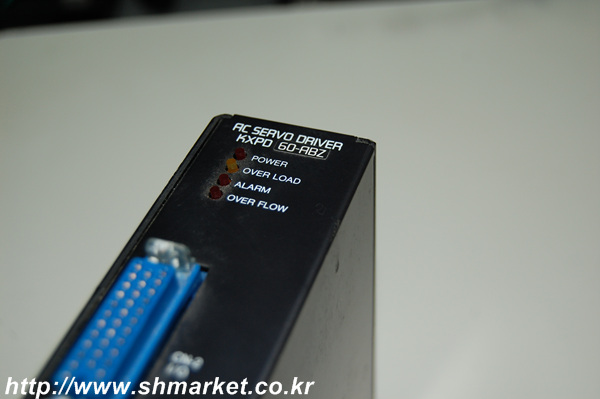 AC SERVO DRIVER
KXPD 60-ABZ
POWER
OVER LOAD
ALARM
OVER FLOW
I/O
http://www.shmarket.co.kr